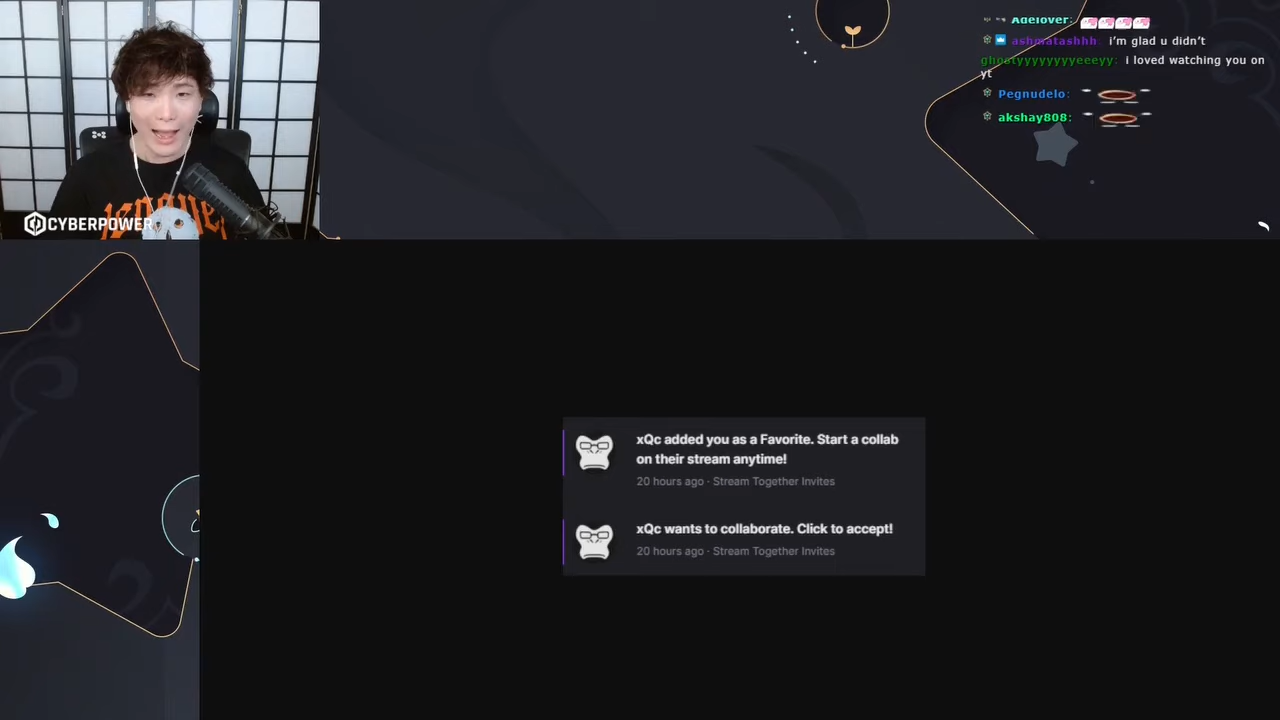 Adelover:
ashmatashhh: i'm glad u didn't
ghostyyyyyyyyeeeyy: i loved watching you on
yt
Pegnudelo:
akshay808:
CYBERPOWER
xQc added you as a Favorite. Start a collab
on their stream anytime!
20 hours ago · Stream Together Invites
xQc wants to collaborate. Click to accept!
20 hours ago · Stream Together Invites